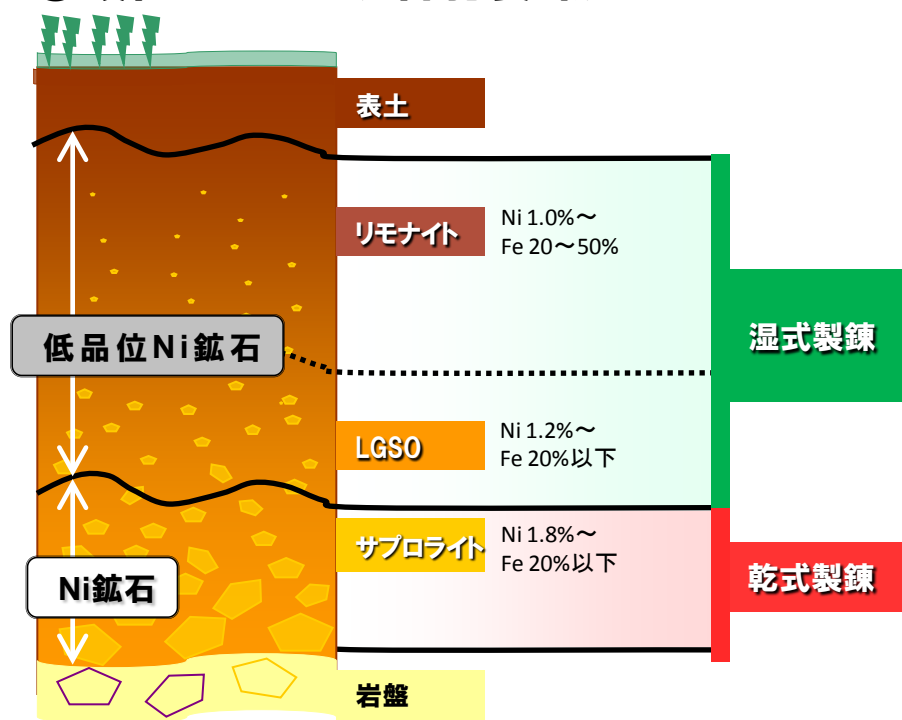 表土
リモナイト
Ni 1.0%～
Fe 20～50%
湿式製錬
低品位Ni鉱石
LGSO
Ni 1.2%～
Fe 20%以下
サプロライト
Ni 1.8%～
Fe 20%以下
乾式製錬
Ni鉱石
岩盤